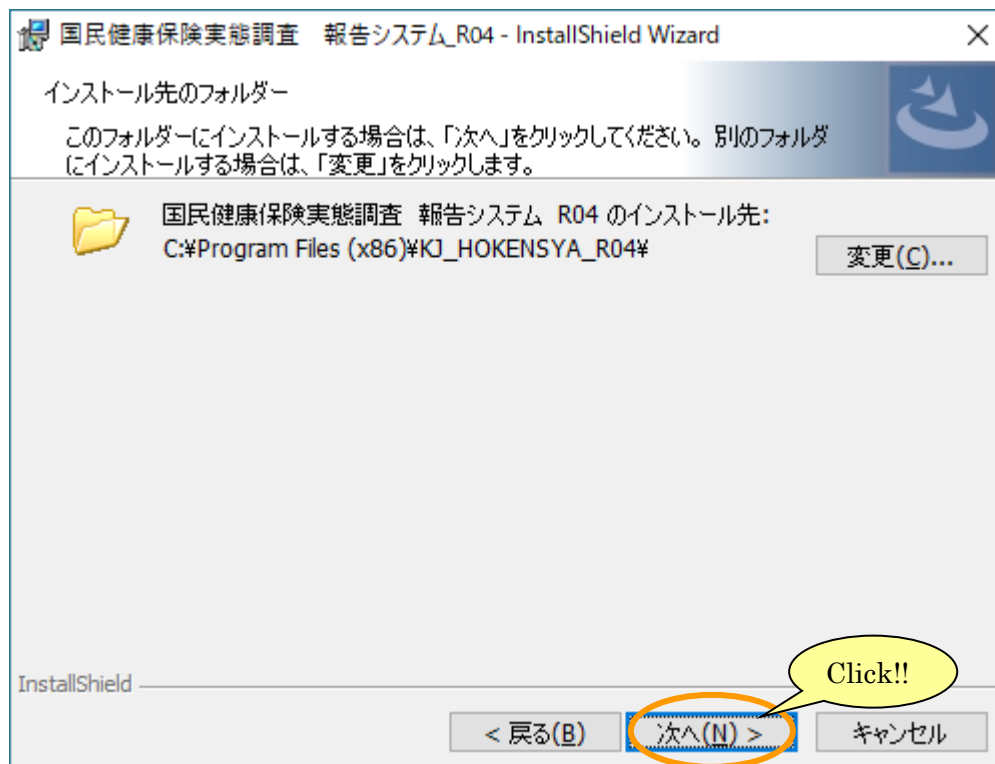 国民健康保険実態調査　報告システム_R04 - InstallShield Wizard
インストール先のフォルダー
このフォルダーにインストールする場合は、「次へ」をクリックしてください。別のフォルダ
にインストールする場合は、「変更」をクリックします。
国民健康保険実態調査 報告システム R04 のインストール先:
C:¥Program Files (x86)¥KJ_HOKENSYA_R04¥
変更(C)...
Click!!
InstallShield
< 戻る(B)
次へ(N) >
キャンセル